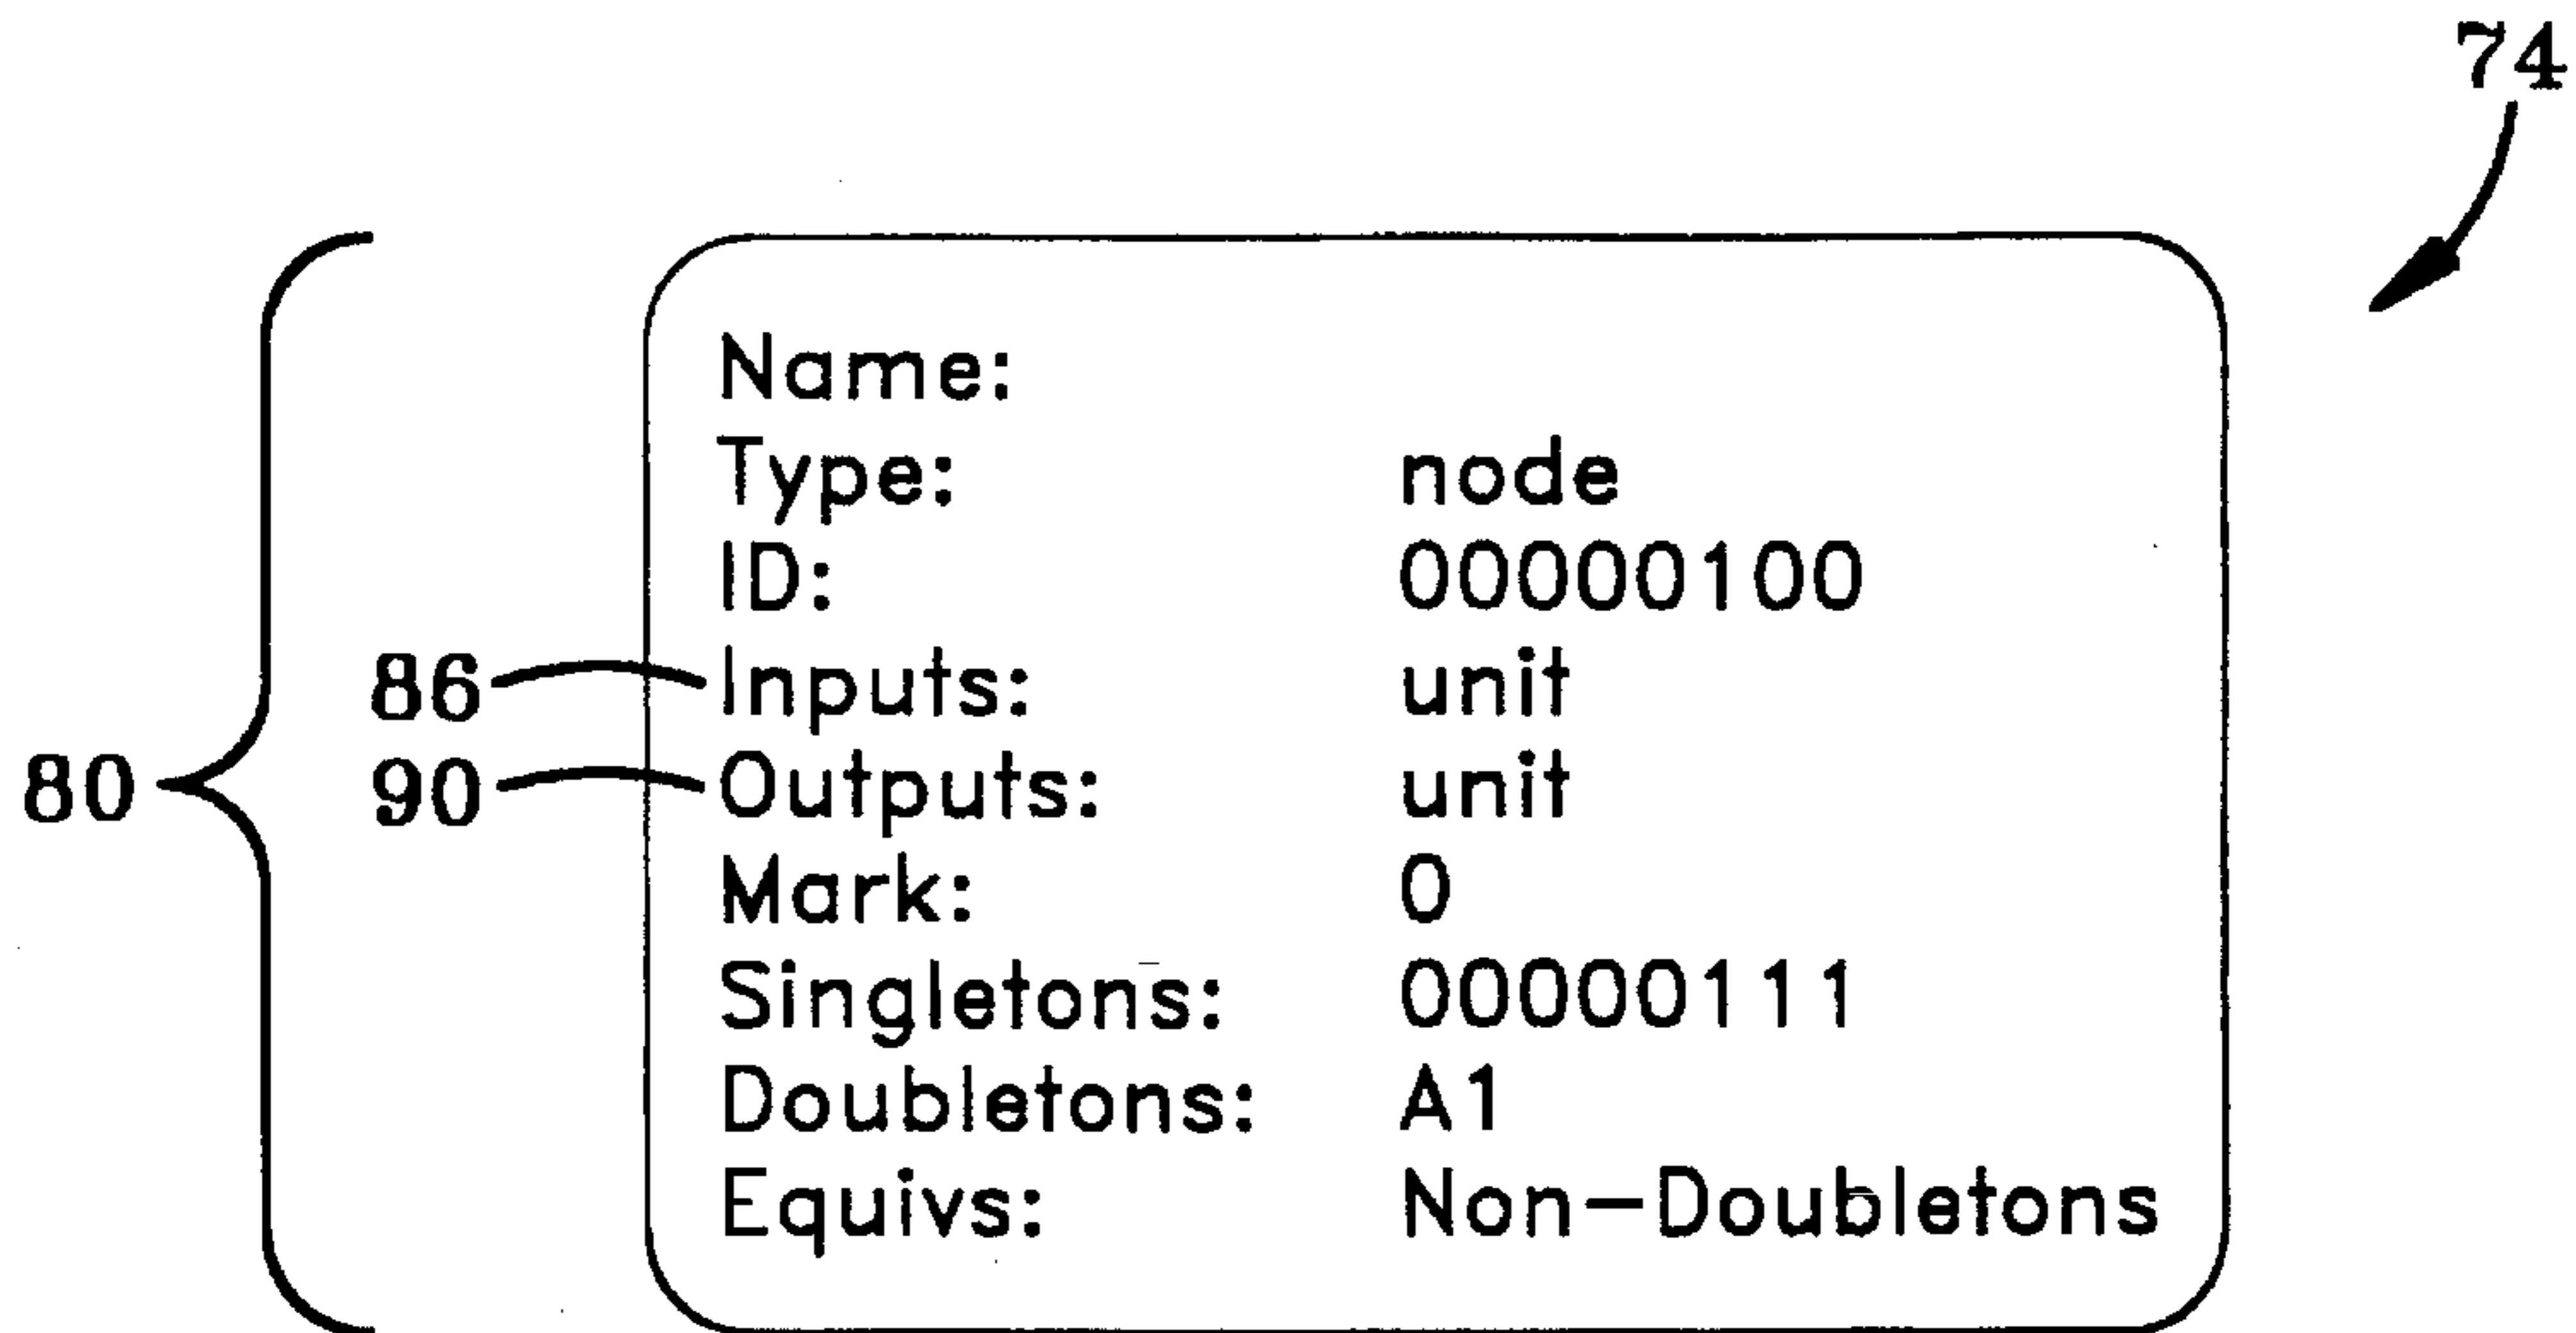 74
Name:
Type: node
ID: 00000100
86 Inputs: unit
80 90 Outputs: unit
Mark: 0
Singletons: 00000111
Doubletons: A1
Equivs: Non-Doubletons